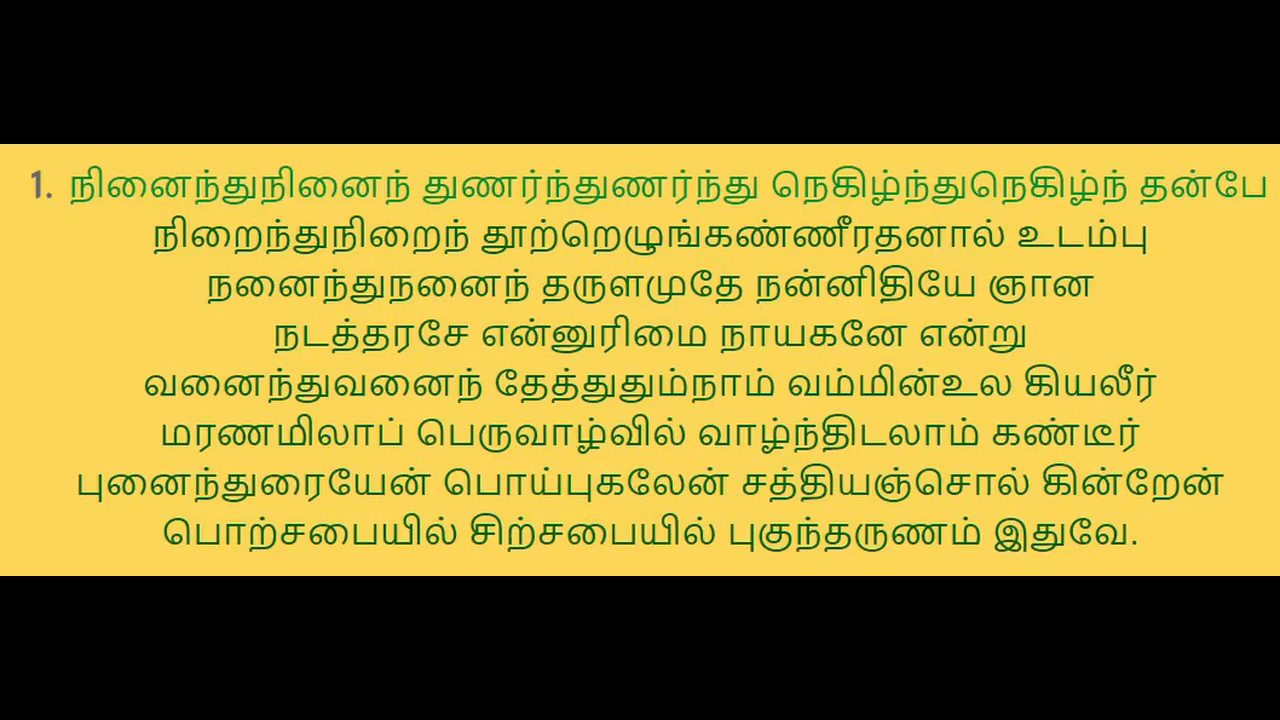 1. நினைந்துநினைந் துணர்ந்துணர்ந்து நெகிழ்ந்துநெகிழ்ந் தன்பே
நிறைந்துநிறைந் தூற்றெழுங்கண்ணீரதனால் உடம்பு
நனைந்துநனைந் தருளமுதே நன்னிதியே ஞான
நடத்தரசே என்னுரிமை நாயகனே என்று
வனைந்துவனைந் தேத்துதும்நாம் வம்மின்உல கியலீர்
மரணமிலாப் பெருவாழ்வில் வாழ்ந்திடலாம் கண்டீர்
புனைந்துரையேன் பொய்புகலேன் சத்தியஞ்சொல் கின்றேன்
பொற்சபையில் சிற்சபையில் புகுந்தருணம் இதுவே.